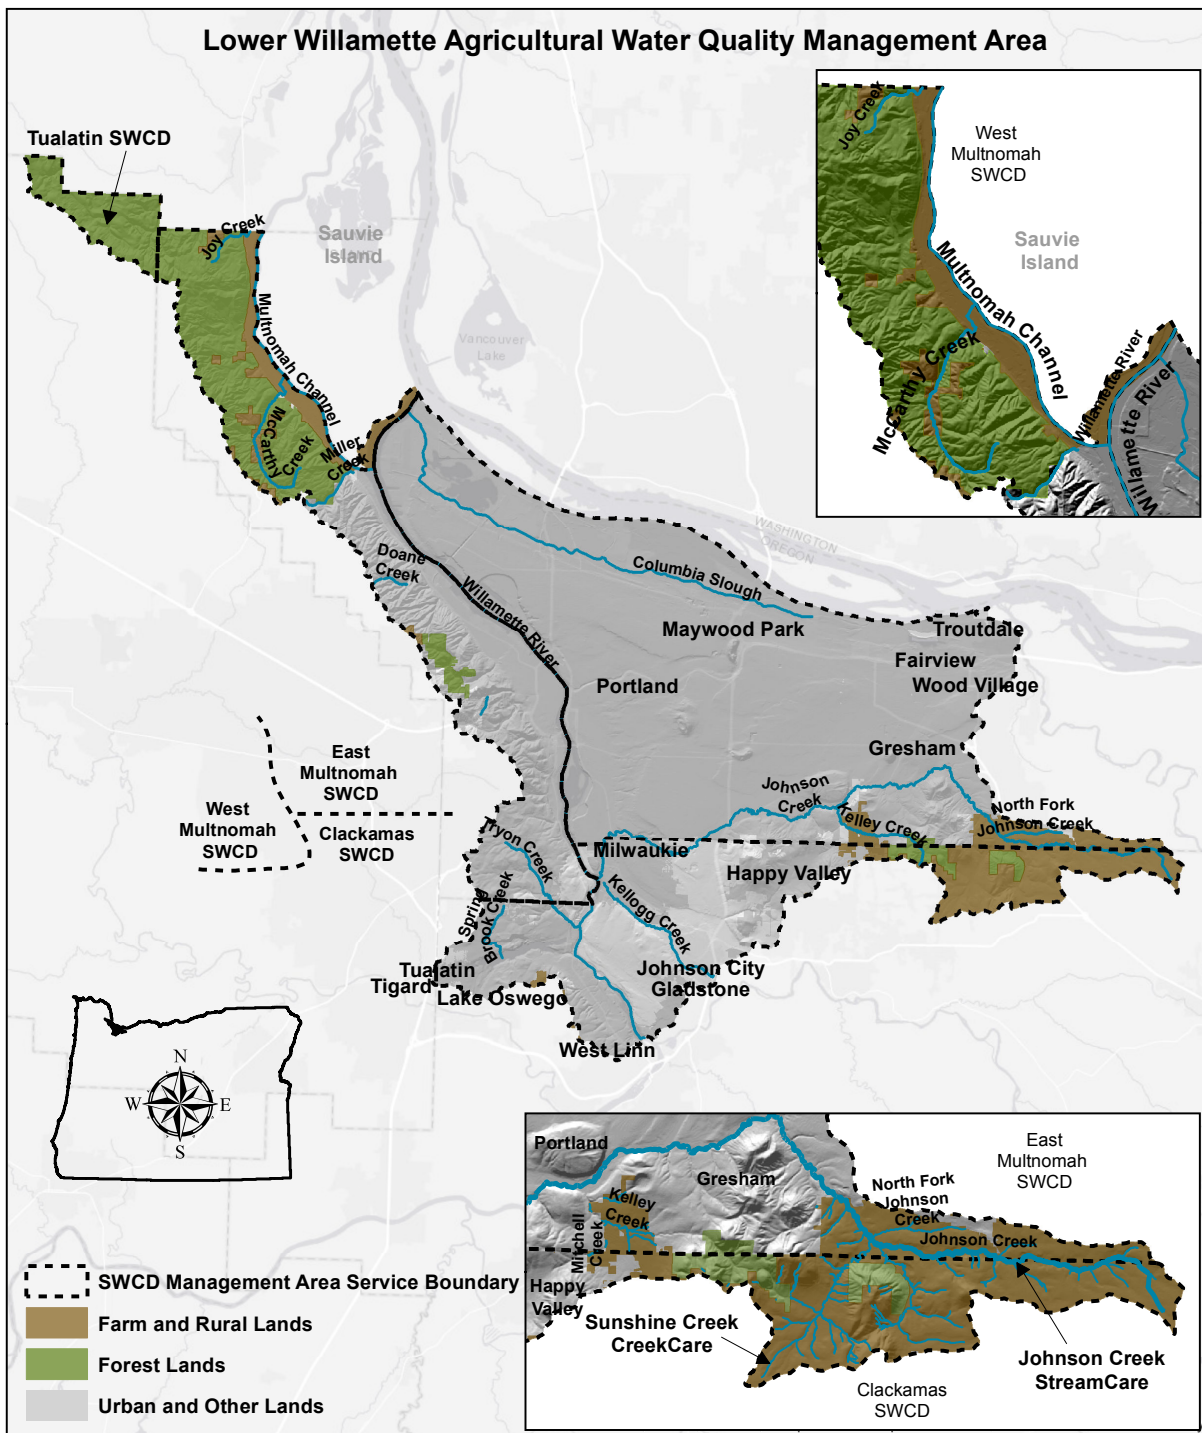 Lower Willamette Agricultural Water Quality Management Area
Tualatin SWCD
Joy Creek
Sauvie
Island
Multnomah Channel
McCarthy
Creek
Miller
Creek
Vancouver
Lake
WASHINGTON
OREGON
Doane
Creek
Willamette River
Columbia Slough
Maywood Park
Troutdale
Fairview
Wood Village
Portland
Gresham
Johnson
Creek
Kelley Creek
North Fork
Johnson Creek
East
Multnomah
SWCD
West
Multnomah
SWCD
Clackamas
SWCD
Tryon Creek
Milwaukie
Happy Valley
Kellogg Creek
Spring
Brook Creek
Tualatin
Tigard
Lake Oswego
Johnson City
Gladstone
West Linn
Joy Creek
West
Multnomah
SWCD
Sauvie
Island
Multnomah Channel
McCarthy Creek
Willamette River
Willamette River
N
W
E
S
SWCD Management Area Service Boundary
Farm and Rural Lands
Forest Lands
Urban and Other Lands
Portland
Gresham
East
Multnomah
SWCD
North Fork
Johnson
Creek
Kelley
Creek
Mitchell
Creek
Johnson Creek
Happy
Valley
Sunshine Creek
CreekCare
Johnson Creek
StreamCare
Clackamas
SWCD